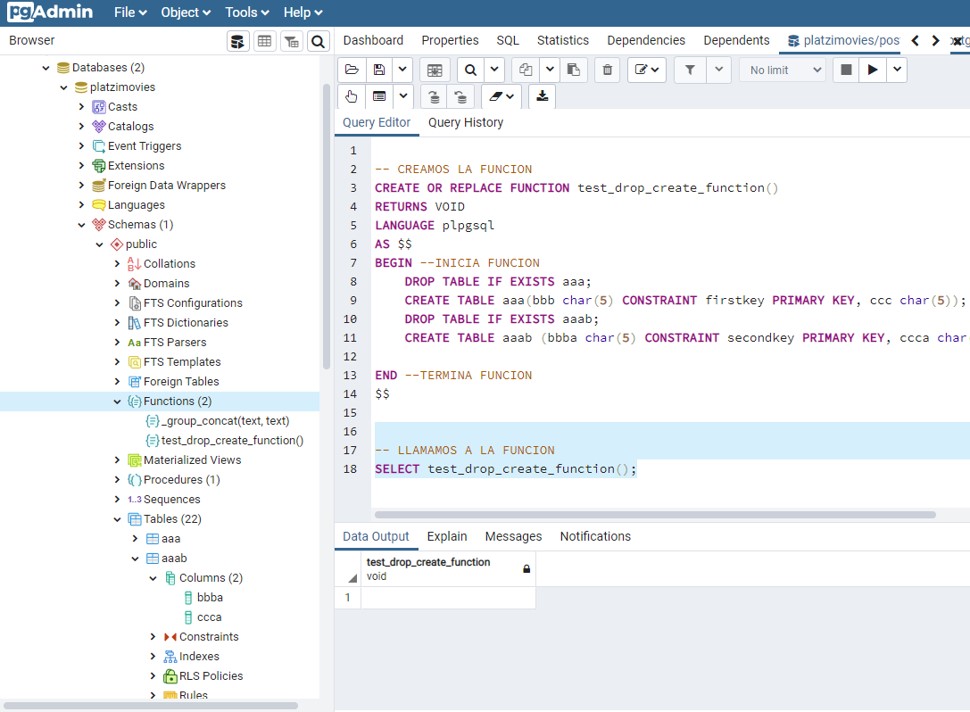 pgAdmin File Object Tools Help
Browser
Dashboard Properties SQL Statistics Dependencies Dependents platzimovies/pos
Databases (2)
platzimovies
Casts
Catalogs
Event Triggers
Extensions
Foreign Data Wrappers
Languages
Schemas (1)
public
Collations
Domains
FTS Configurations
FTS Dictionaries
FTS Parsers
FTS Templates
Foreign Tables
Functions (2)
_group_concat(text, text)
test_drop_create_function()
Materialized Views
Procedures (1)
Sequences
Tables (22)
aaa
aaab
Columns (2)
bbba
ccca
Constraints
Indexes
RLS Policies
Rules
No limit
Query Editor Query History
1
2 -- CREAMOS LA FUNCION
3 CREATE OR REPLACE FUNCTION test_drop_create_function()
4 RETURNS VOID
5 LANGUAGE plpgsql
6 AS $$
7 BEGIN --INICIA FUNCION
8 DROP TABLE IF EXISTS aaa;
9 CREATE TABLE aaa(bbb char(5) CONSTRAINT firstkey PRIMARY KEY, ccc char(5));
10 DROP TABLE IF EXISTS aaab;
11 CREATE TABLE aaab (bbba char(5) CONSTRAINT secondkey PRIMARY KEY, ccca char
12
13 END --TERMINA FUNCION
14 $$
15
16
17 -- LLAMAMOS A LA FUNCION
18 SELECT test_drop_create_function();
Data Output Explain Messages Notifications
test_drop_create_function
void
1